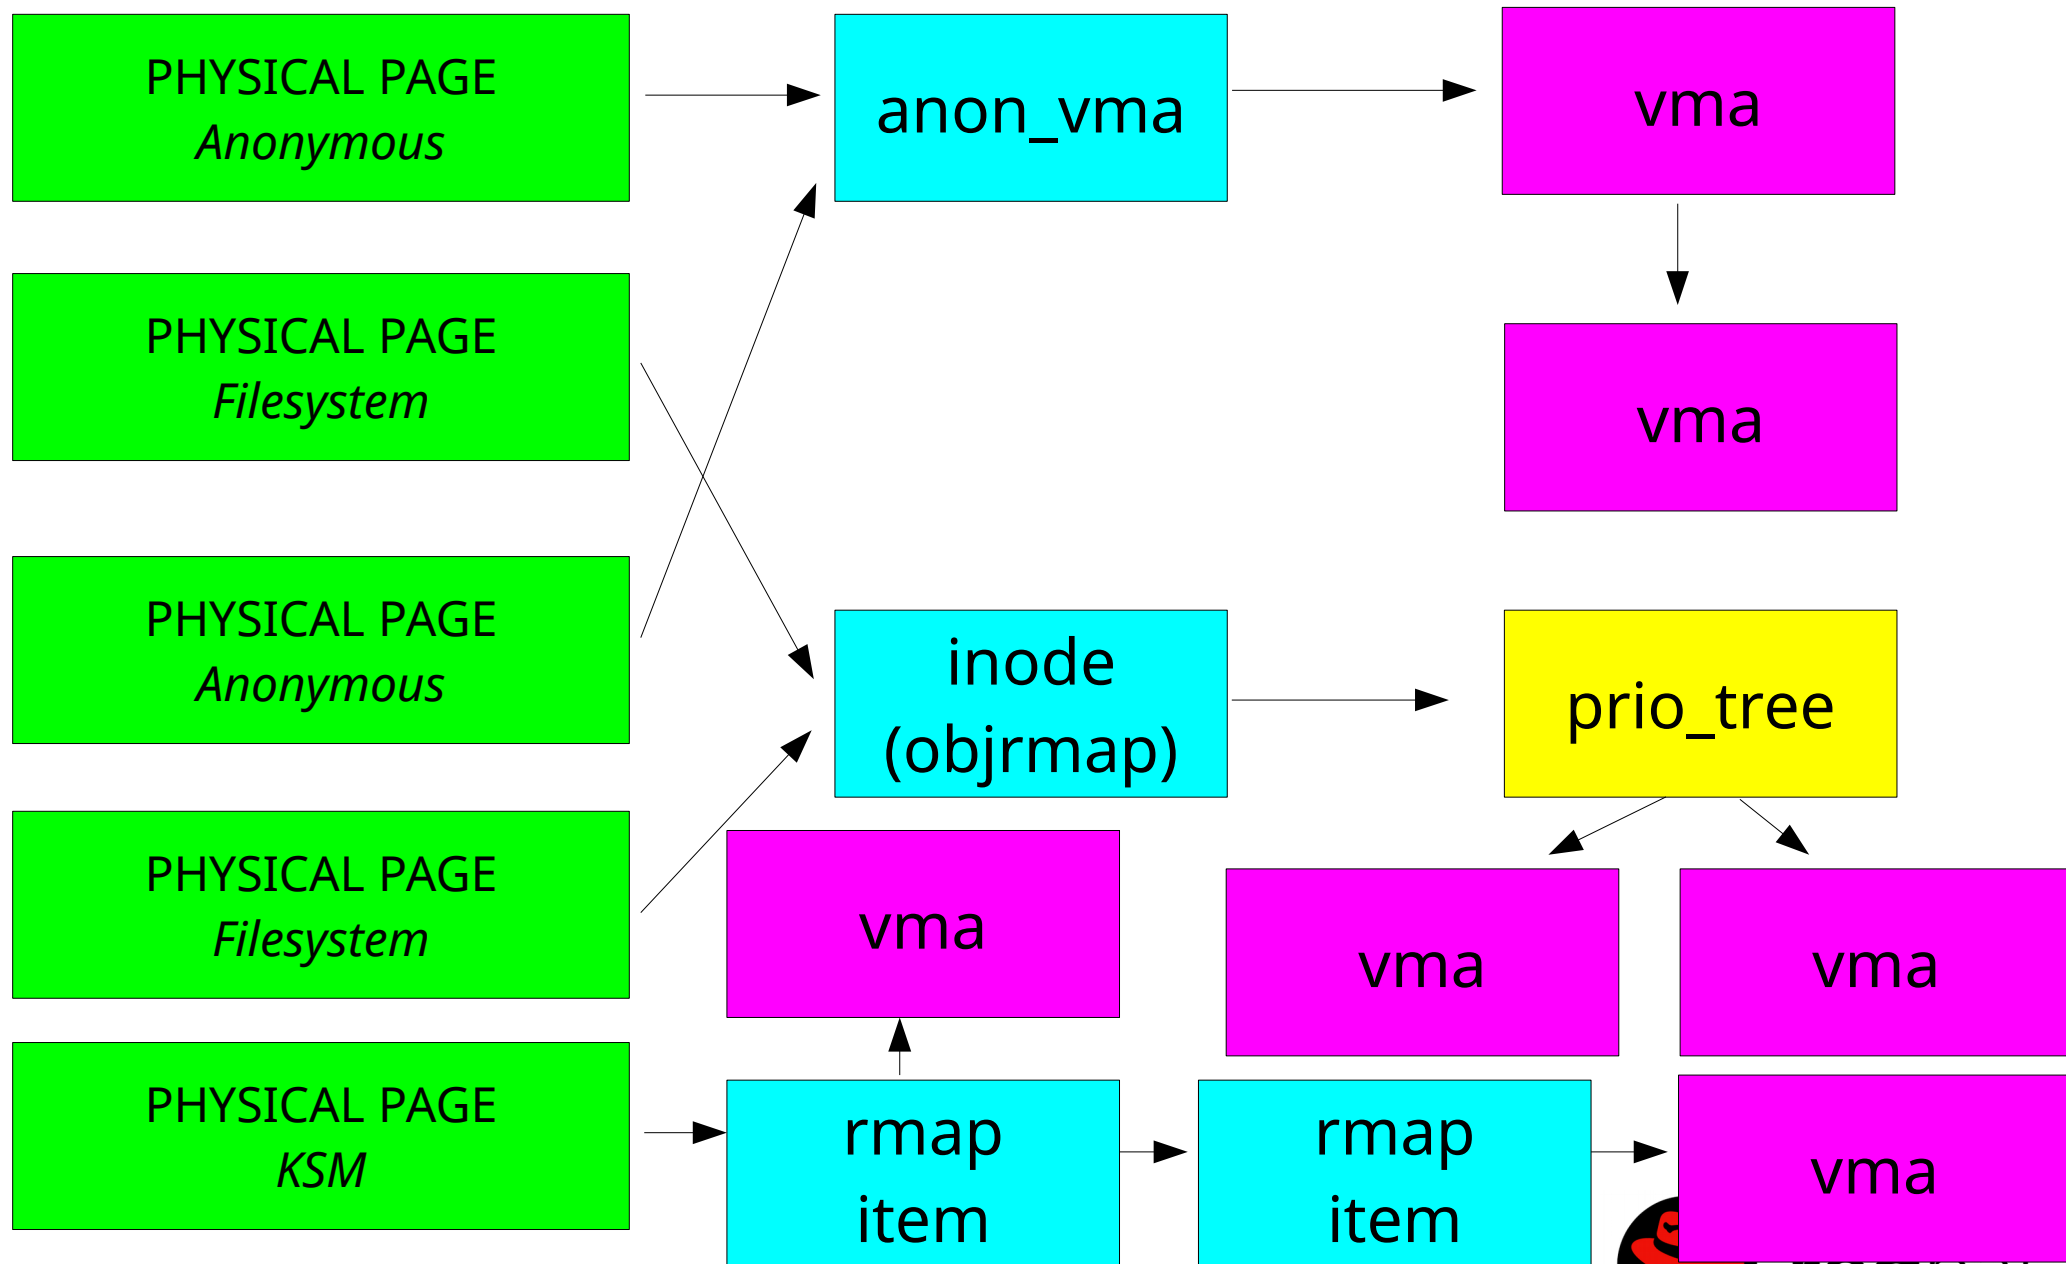 PHYSICAL PAGE
Anonymous
anon_vma
vma
PHYSICAL PAGE
Filesystem
vma
PHYSICAL PAGE
Anonymous
inode
(objrmap)
prio_tree
PHYSICAL PAGE
Filesystem
vma
vma
vma
PHYSICAL PAGE
KSM
rmap
item
rmap
item
vma